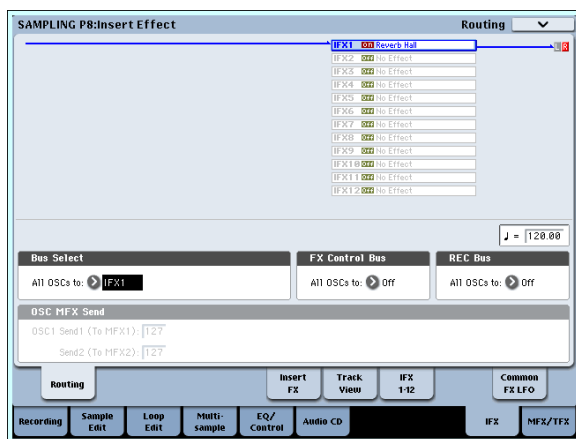 SAMPLING P8:Insert Effect Routing
IFX1 On Reverb Hall
R
IFX2 Off No Effect
IFX3 Off No Effect
IFX4 Off No Effect
IFX5 Off No Effect
IFX6 Off No Effect
IFX7 Off No Effect
IFX8 Off No Effect
IFX9 Off No Effect
IFX10 Off No Effect
IFX11 Off No Effect
IFX12 Off No Effect
♩ = 120.00
Bus Select
All OSCs to: IFX1
FX Control Bus
All OSCs to: Off
REC Bus
All OSCs to: Off
OSC MFX Send
OSC1 Send1 (To MFX1): 127
Send2 (To MFX2): 127
Routing
Insert
FX
Track
View
IFX
1-12
Common
FX LFO
Recording
Sample
Edit
Loop
Edit
Multi-
sample
EQ/
Control
Audio CD
IFX
MFX/TFX